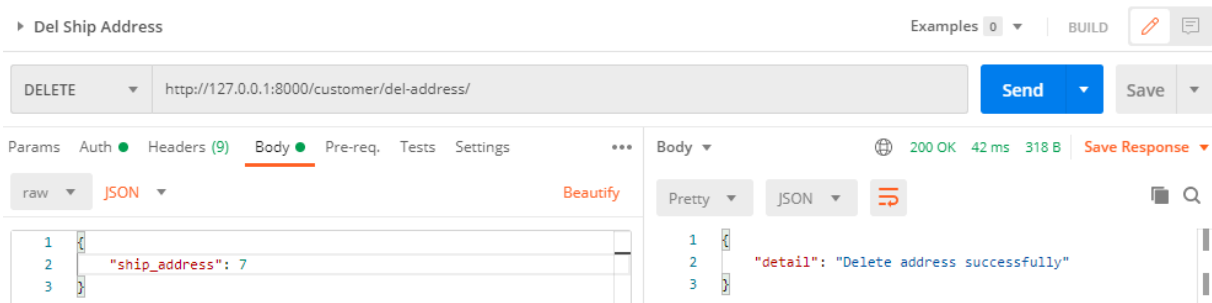 Del Ship Address Examples 0 BUILD
DELETE http://127.0.0.1:8000/customer/del-address/ Send Save
Params Auth Headers (9) Body Pre-req. Tests Settings ••• Body 200 OK 42 ms 318 B Save Response
raw JSON Beautify Pretty JSON
1 { 1 {
2 "ship_address": 7 2 "detail": "Delete address successfully"
3 } 3 }